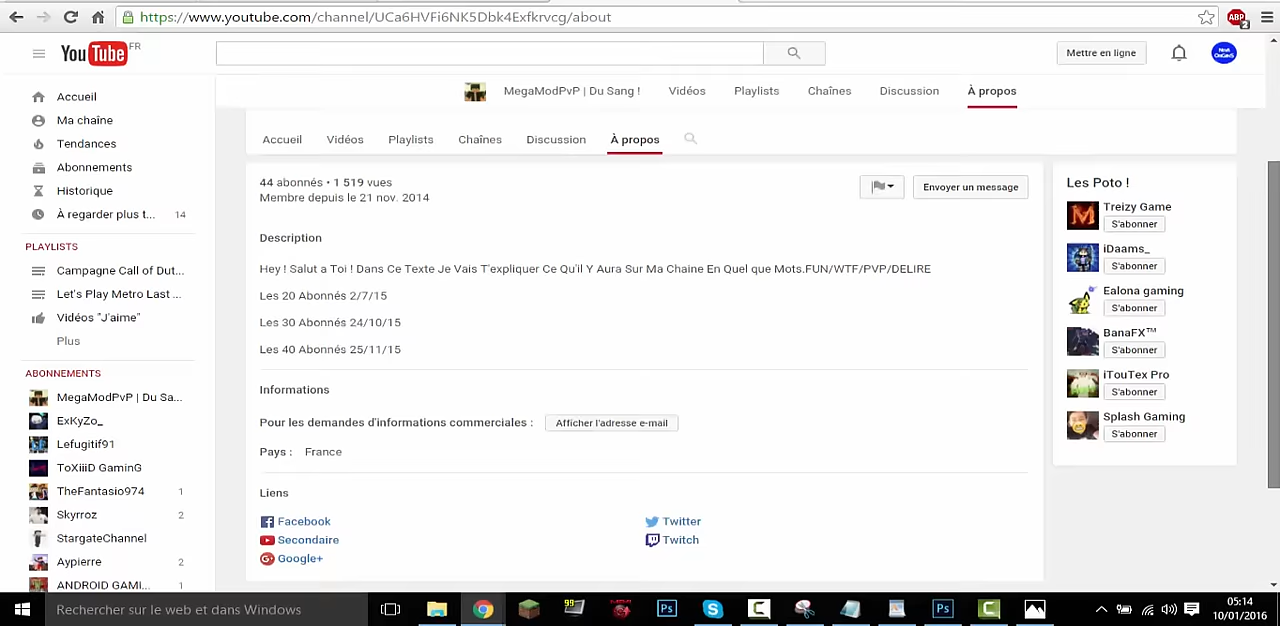 https://www.youtube.com/channel/UCa6HVFi6NK5Dbk4Exfkrvcg/about
ABP
2
YouTube FR
Mettre en ligne
MegaModPvP | Du Sang ! Vidéos Playlists Chaînes Discussion À propos
Accueil Vidéos Playlists Chaînes Discussion À propos
Accueil
Ma chaîne
Tendances
Abonnements
Historique
À regarder plus t... 14
PLAYLISTS
Campagne Call of Dut...
Let's Play Metro Last ...
Vidéos "J'aime"
Plus
ABONNEMENTS
MegaModPvP | Du Sa...
ExKyZo_
Lefugitif91
ToXiiiD GaminG
TheFantasio974 1
Skyrroz 2
StargateChannel
Aypierre 2
ANDROID GAMI... 1
44 abonnés • 1 519 vues
Membre depuis le 21 nov. 2014
Envoyer un message
Description
Hey ! Salut a Toi ! Dans Ce Texte Je Vais T'expliquer Ce Qu'il Y Aura Sur Ma Chaine En Quel que Mots.FUN/WTF/PVP/DELIRE
Les 20 Abonnés 2/7/15
Les 30 Abonnés 24/10/15
Les 40 Abonnés 25/11/15
Informations
Pour les demandes d'informations commerciales : Afficher l'adresse e-mail
Pays : France
Liens
Facebook Twitter
Secondaire Twitch
Google+
Les Poto !
Treizy Game
S'abonner
iDaams_
S'abonner
Ealona gaming
S'abonner
BanaFX™
S'abonner
iTouTex Pro
S'abonner
Splash Gaming
S'abonner
Rechercher sur le web et dans Windows
99
Ps
Ps
05:14
10/01/2016